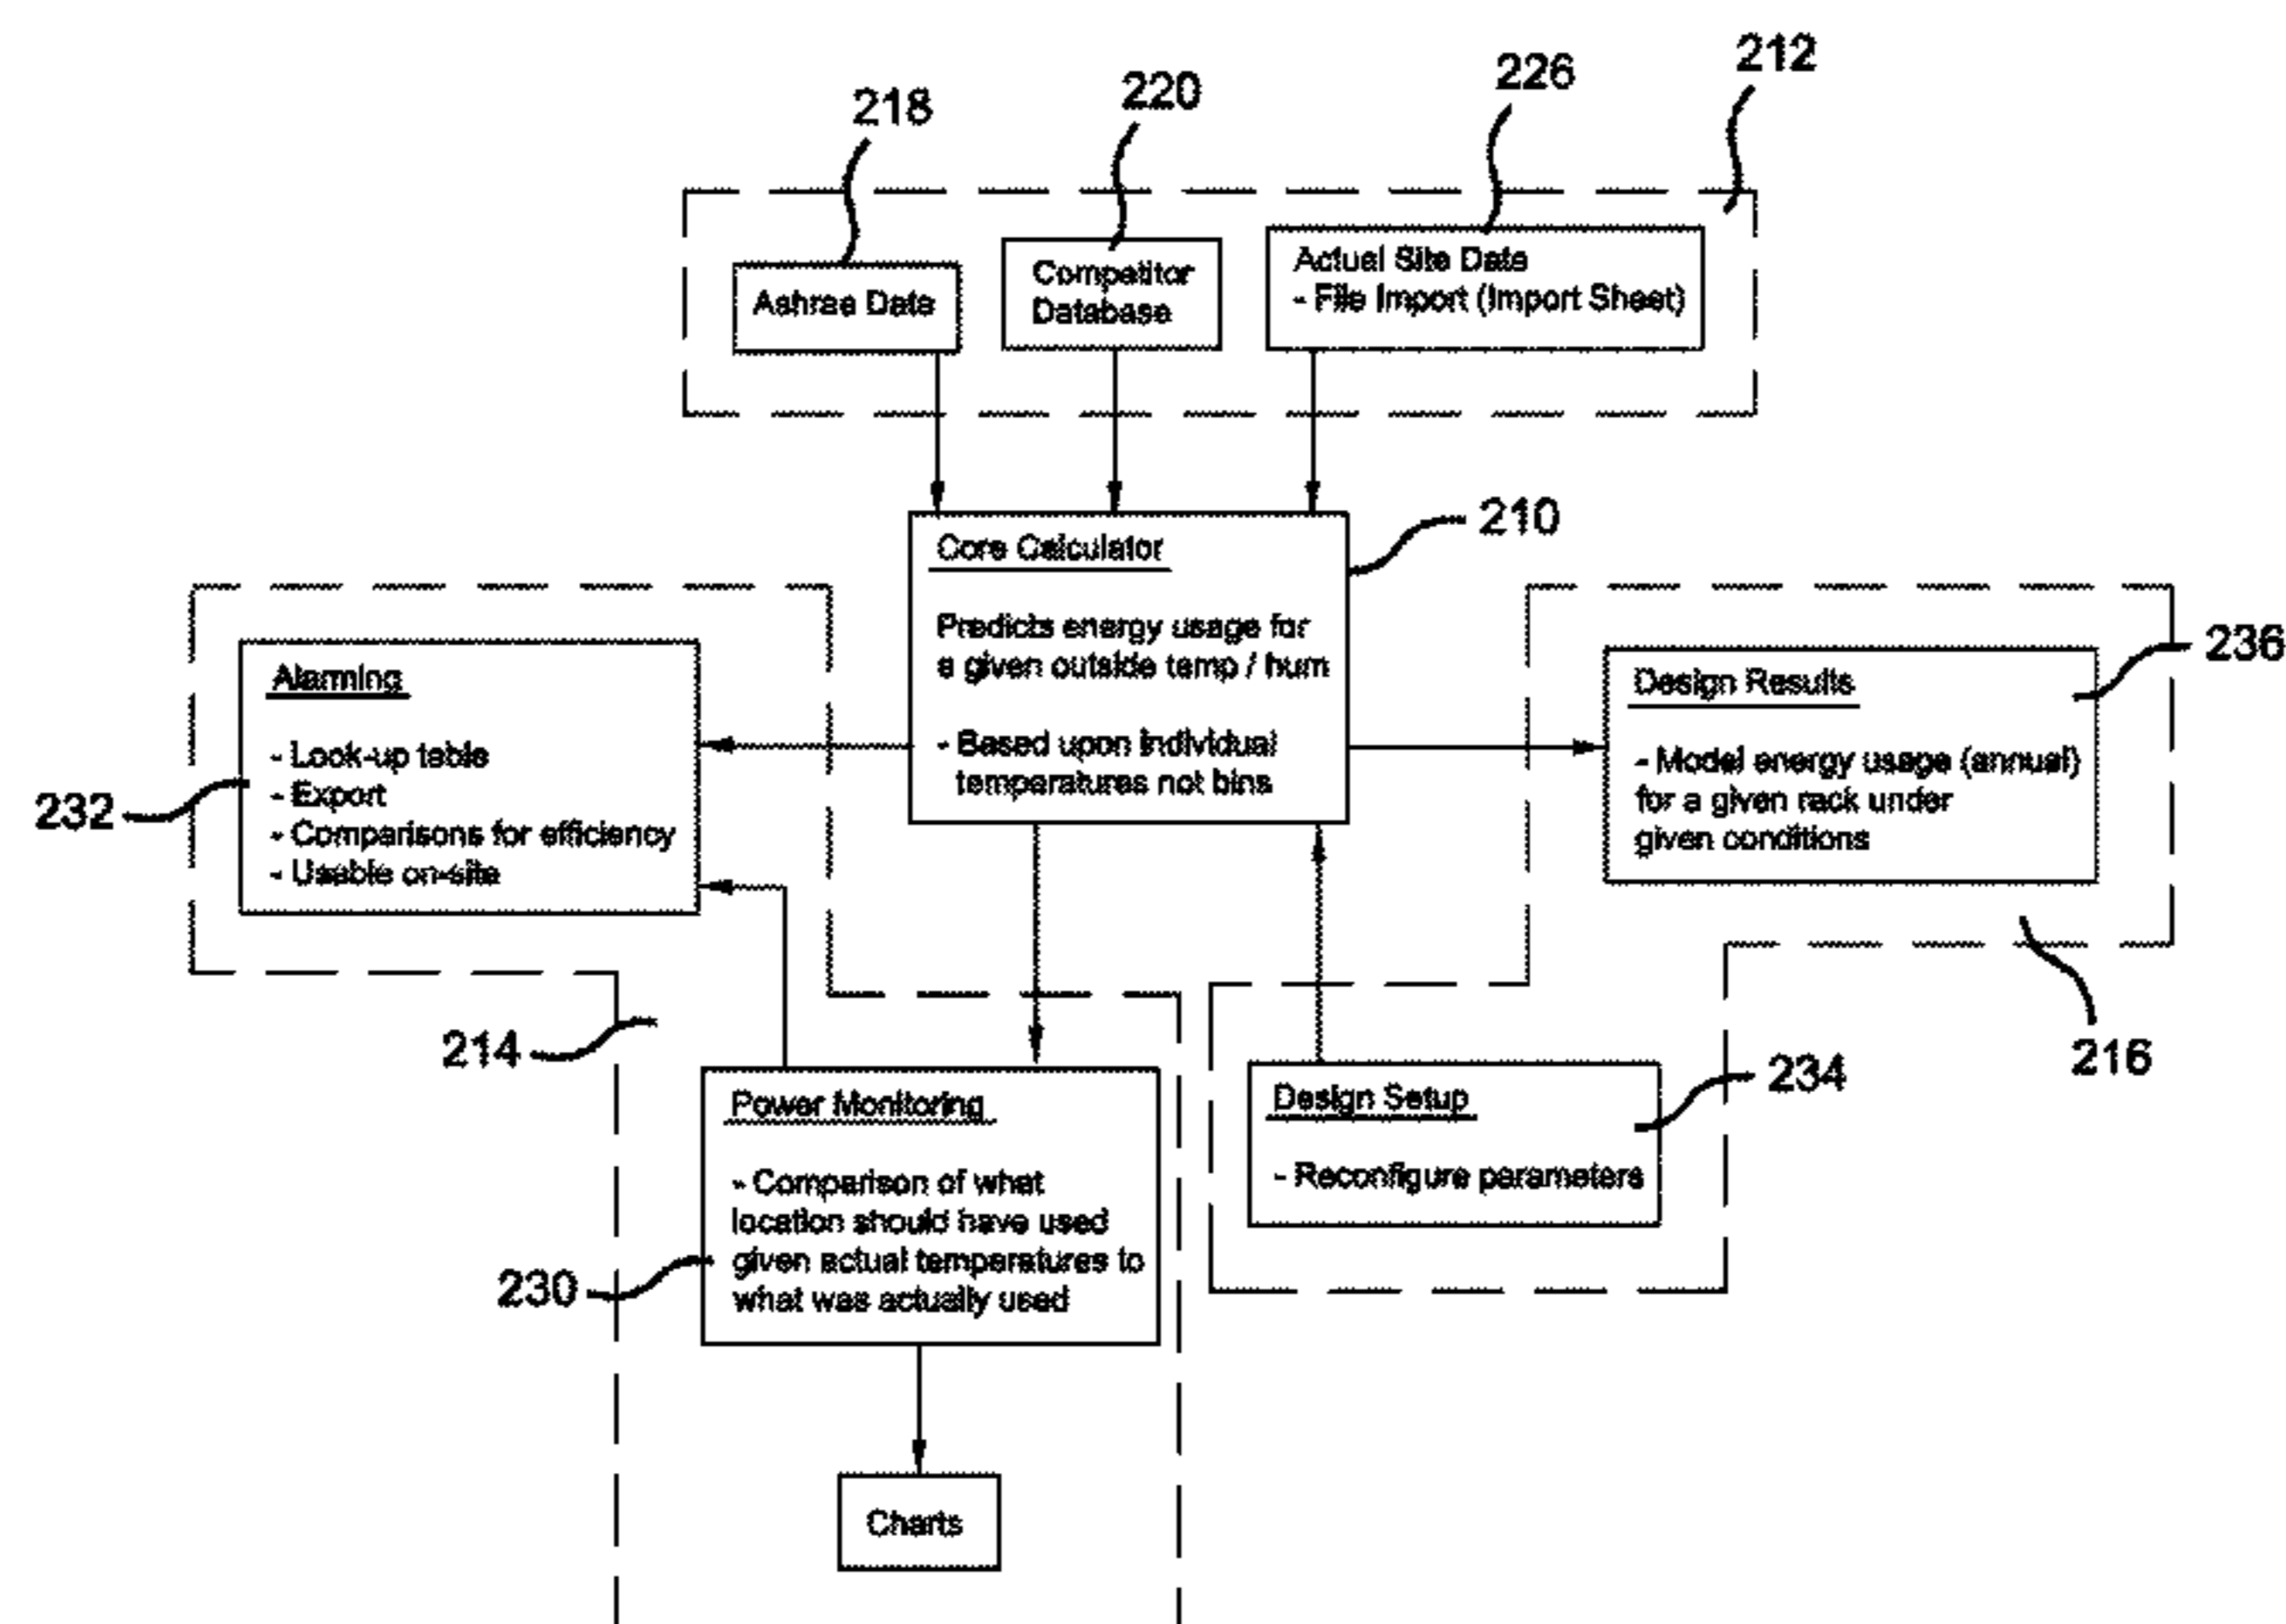 212
226
220
218
Ashrae Data
Competitor
Database
Actual Site Data
- File Import (Import Sheet)
210
Core Calculator
Predicts energy usage for
a given outside temp / hum
- Based upon individual
temperatures not bins
236
Alarming
- Look-up table
- Export
- Comparisons for efficiency
- Usable on-site
232
Design Results
- Model energy usage (annual)
for a given rack under
given conditions
216
214
Power Monitoring
- Comparison of what
location should have used
given actual temperatures to
what was actually used
230
Design Setup
- Reconfigure parameters
234
Charts